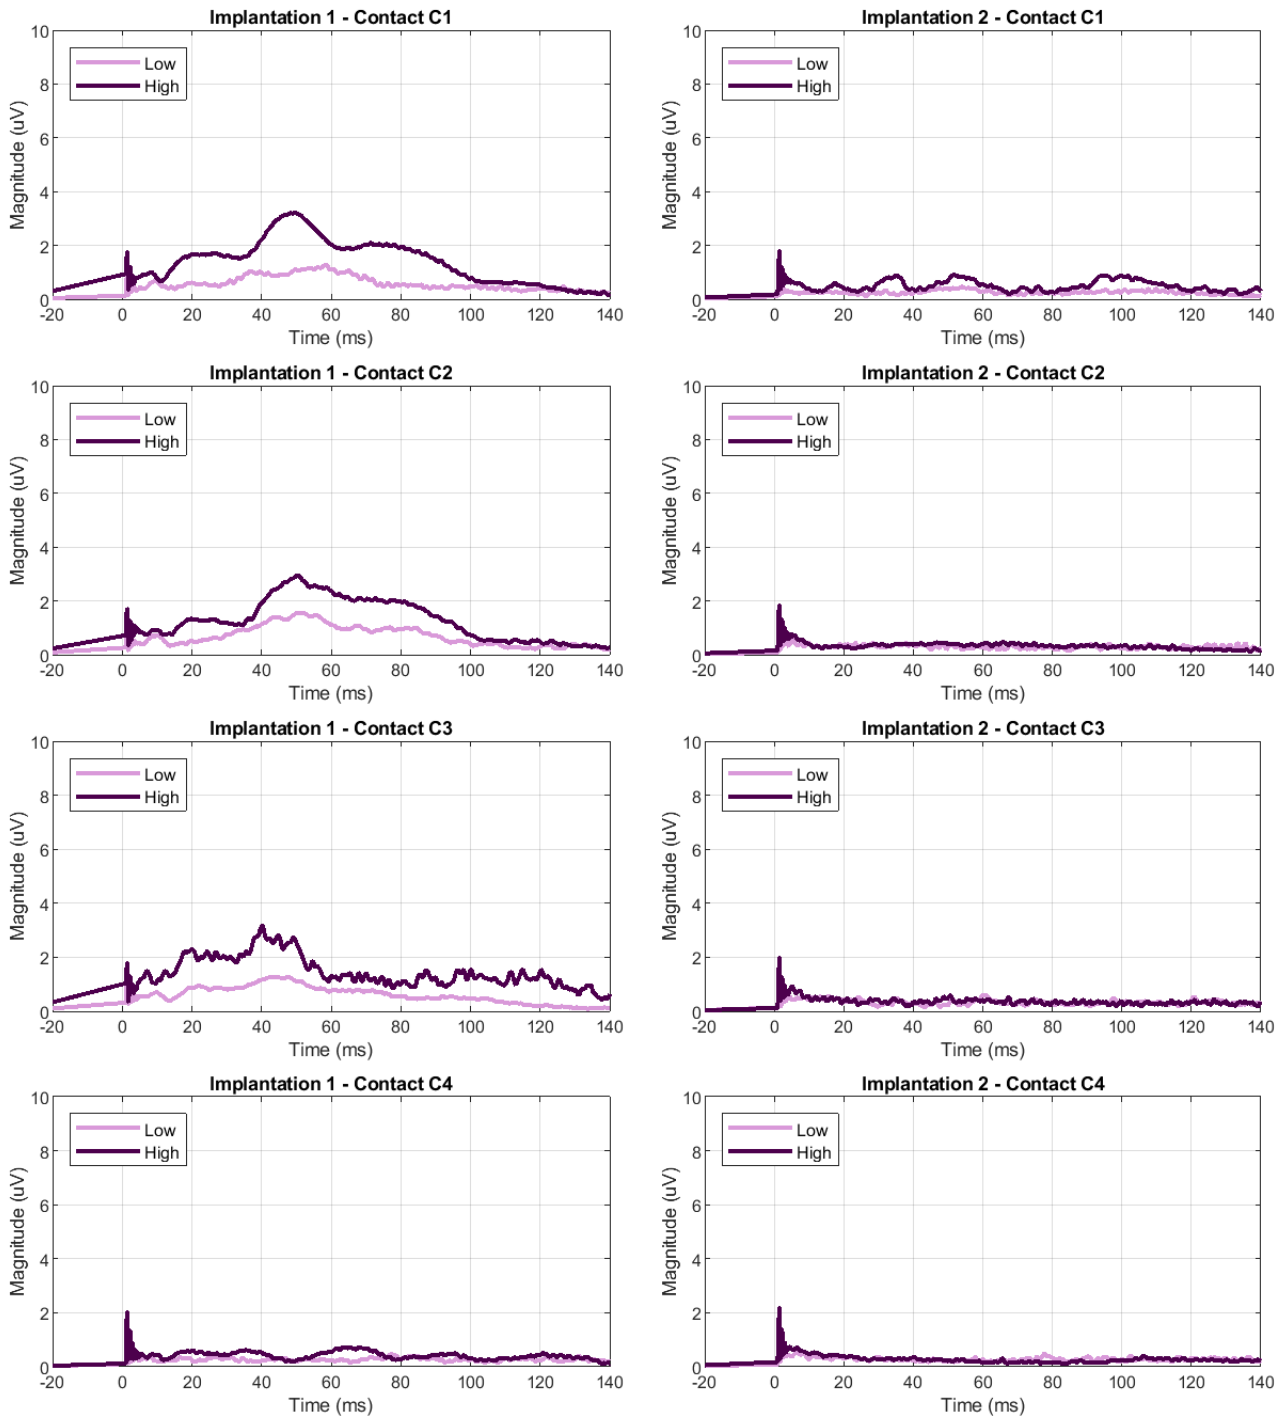 Implantation 1 - Contact C1
10
8
6
4
2
0
Magnitude (uV)
Low
High
-20 0 20 40 60 80 100 120 140
Time (ms)
Implantation 2 - Contact C1
10
8
6
4
2
0
Magnitude (uV)
Low
High
-20 0 20 40 60 80 100 120 140
Time (ms)
Implantation 1 - Contact C2
10
8
6
4
2
0
Magnitude (uV)
Low
High
-20 0 20 40 60 80 100 120 140
Time (ms)
Implantation 2 - Contact C2
10
8
6
4
2
0
Magnitude (uV)
Low
High
-20 0 20 40 60 80 100 120 140
Time (ms)
Implantation 1 - Contact C3
10
8
6
4
2
0
Magnitude (uV)
Low
High
-20 0 20 40 60 80 100 120 140
Time (ms)
Implantation 2 - Contact C3
10
8
6
4
2
0
Magnitude (uV)
Low
High
-20 0 20 40 60 80 100 120 140
Time (ms)
Implantation 1 - Contact C4
10
8
6
4
2
0
Magnitude (uV)
Low
High
-20 0 20 40 60 80 100 120 140
Time (ms)
Implantation 2 - Contact C4
10
8
6
4
2
0
Magnitude (uV)
Low
High
-20 0 20 40 60 80 100 120 140
Time (ms)